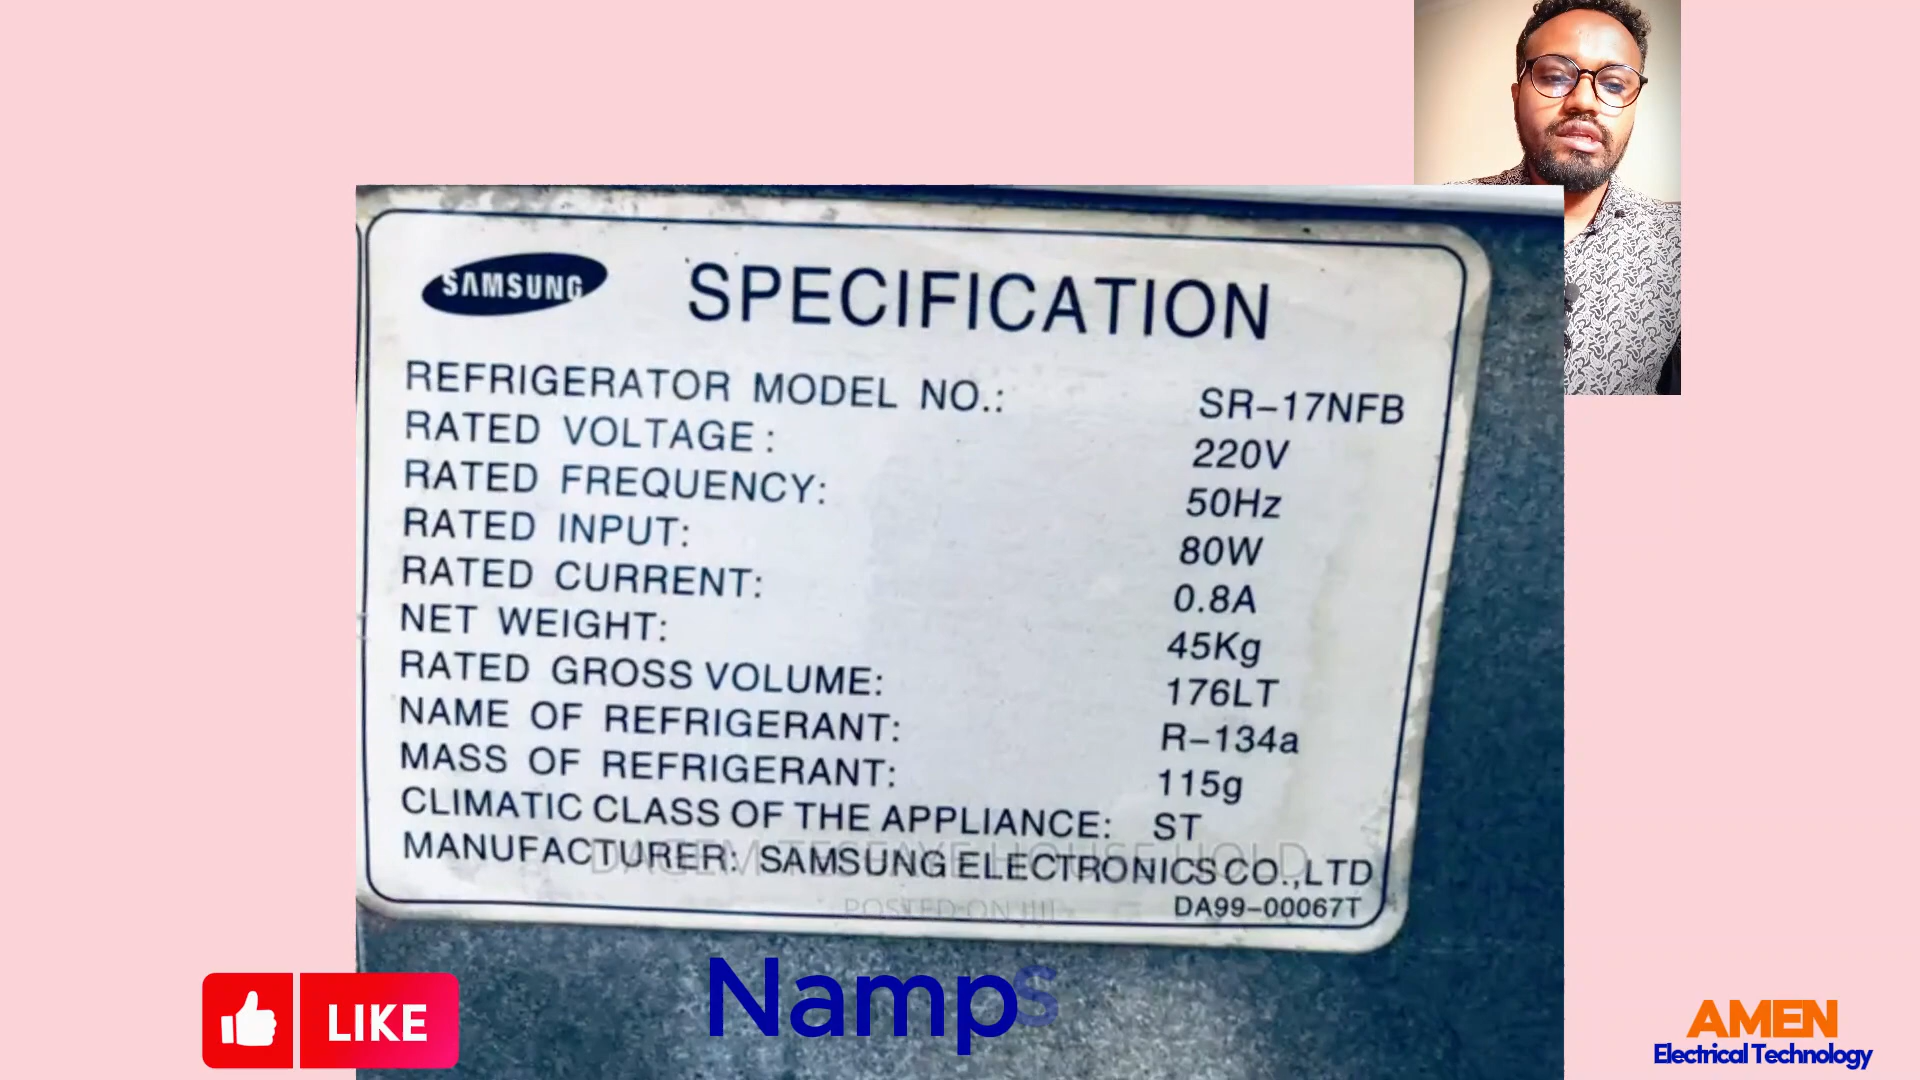 SAMSUNG SPECIFICATION
REFRIGERATOR MODEL NO.: SR-17NFB
RATED VOLTAGE: 220V
RATED FREQUENCY: 50Hz
RATED INPUT: 80W
RATED CURRENT: 0.8A
NET WEIGHT: 45Kg
RATED GROSS VOLUME: 176LT
NAME OF REFRIGERANT: R-134a
MASS OF REFRIGERANT: 115g
CLIMATIC CLASS OF THE APPLIANCE: ST
MANUFACTURER: SAMSUNG ELECTRONICS CO.,LTD
POSTED ON
DA99-00067T
Namps
LIKE
AMEN
Electrical Technology